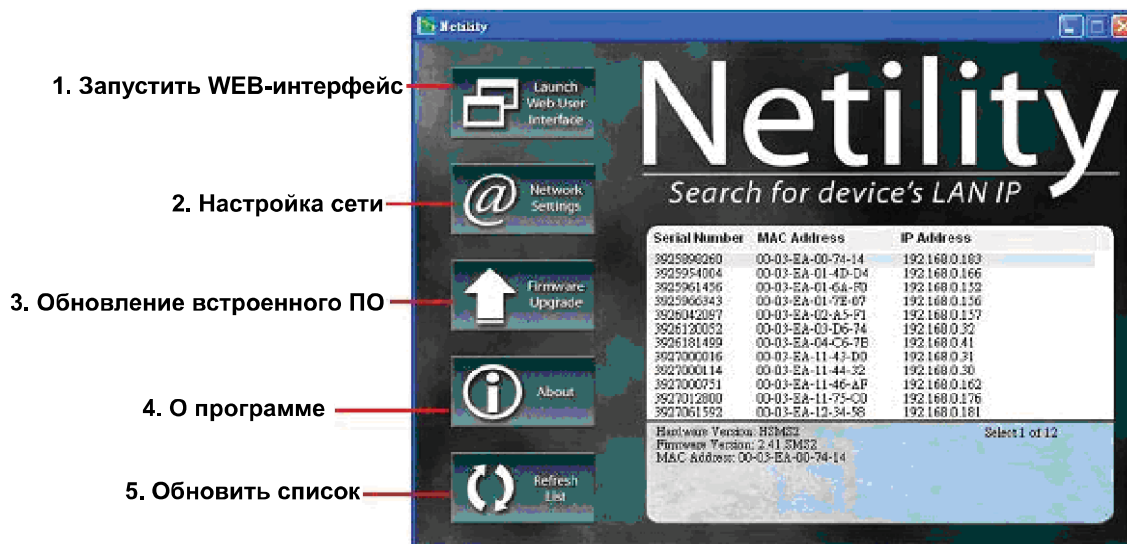 Netility
1. Запустить WEB-интерфейс
Launch
Web User
Interface
2. Настройка сети
Network
Settings
3. Обновление встроенного ПО
Firmware
Upgrade
4. О программе
About
5. Обновить список
Refresh
List
Netility
Search for device's LAN IP
Serial Number MAC Address IP Address
3925898260 00-03-EA-00-74-14 192.168.0.183
3925954004 00-03-EA-01-4D-D4 192.168.0.166
3925961456 00-03-EA-01-6A-F0 192.168.0.152
3925966343 00-03-EA-01-7E-07 192.168.0.156
3926042097 00-03-EA-02-A5-F1 192.168.0.157
3926120052 00-03-EA-03-D6-74 192.168.0.32
3926181499 00-03-EA-04-C6-7B 192.168.0.41
3927000016 00-03-EA-11-43-D0 192.168.0.31
3927000114 00-03-EA-11-44-32 192.168.0.30
3927000751 00-03-EA-11-46-AF 192.168.0.162
3927012800 00-03-EA-11-75-C0 192.168.0.176
3927061592 00-03-EA-12-34-58 192.168.0.181
Hardware Version: HSMS2 Select 1 of 12
Firmware Version: 2.41 SMS2
MAC Address: 00-03-EA-00-74-14